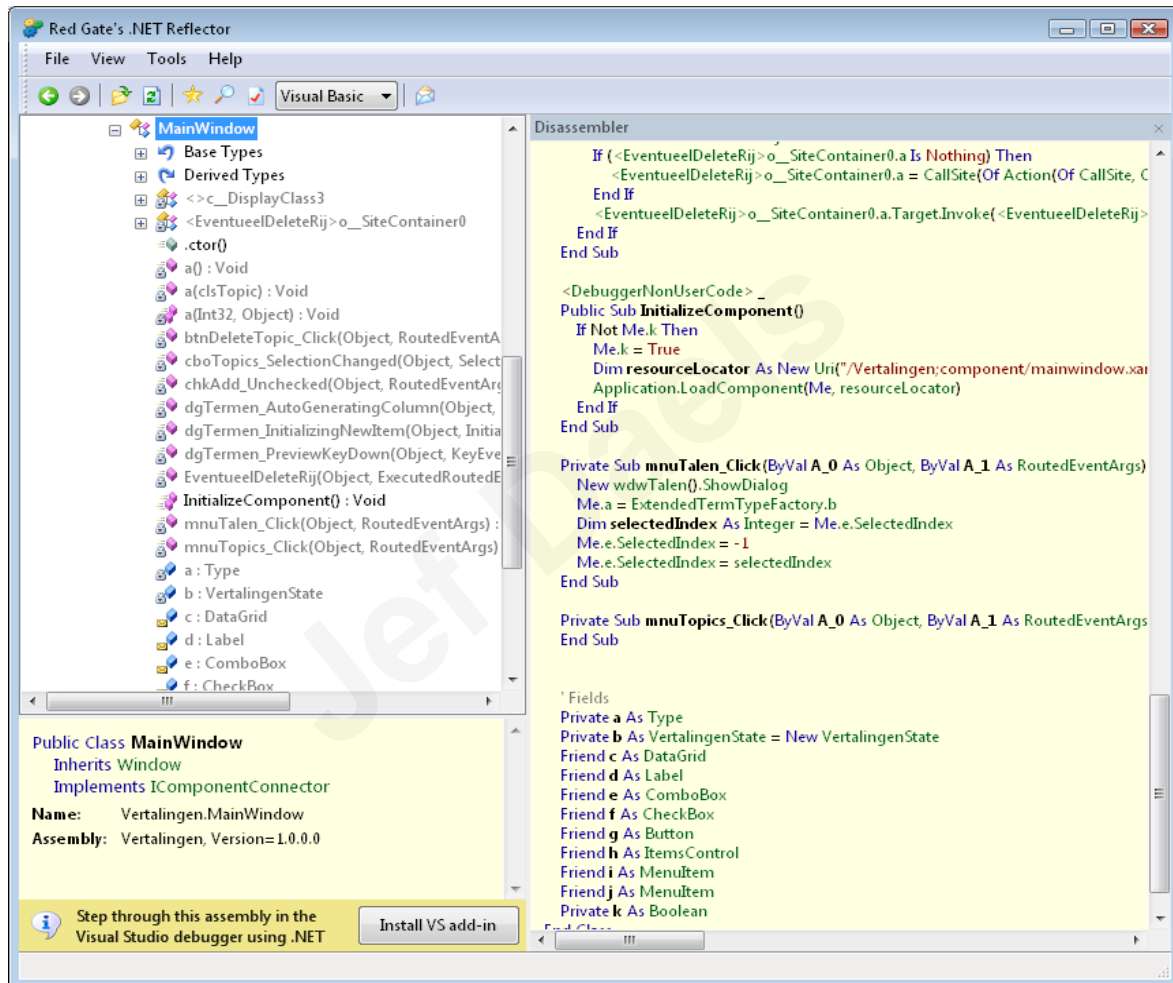 Red Gate's .NET Reflector
File View Tools Help
Visual Basic
MainWindow
Base Types
Derived Types
<>c__DisplayClass3
<EventueelDeleteRij>o__SiteContainer0
.ctor()
a() : Void
a(clsTopic) : Void
a(Int32, Object) : Void
btnDeleteTopic_Click(Object, RoutedEventA
cboTopics_SelectionChanged(Object, Select
chkAdd_Unchecked(Object, RoutedEventArg
dgTermen_AutoGeneratingColumn(Object,
dgTermen_InitializingNewItem(Object, Initia
dgTermen_PreviewKeyDown(Object, KeyEve
EventueelDeleteRij(Object, ExecutedRoutedE
InitializeComponent() : Void
mnuTalen_Click(Object, RoutedEventArgs) :
mnuTopics_Click(Object, RoutedEventArgs)
a : Type
b : VertalingenState
c : DataGrid
d : Label
e : ComboBox
f : CheckBox
Public Class MainWindow
Inherits Window
Implements IComponentConnector
Name: Vertalingen.MainWindow
Assembly: Vertalingen, Version=1.0.0.0
Step through this assembly in the
Visual Studio debugger using .NET
Install VS add-in
Disassembler
If (<EventueelDeleteRij>o__SiteContainer0.a Is Nothing) Then
<EventueelDeleteRij>o__SiteContainer0.a = CallSite(Of Action(Of CallSite, C
End If
<EventueelDeleteRij>o__SiteContainer0.a.Target.Invoke(<EventueelDeleteRij>
End If
End Sub
<DebuggerNonUserCode> _
Public Sub InitializeComponent()
If Not Me.k Then
Me.k = True
Dim resourceLocator As New Uri("/Vertalingen;component/mainwindow.xa
Application.LoadComponent(Me, resourceLocator)
End If
End Sub
Private Sub mnuTalen_Click(ByVal A_0 As Object, ByVal A_1 As RoutedEventArgs)
New wdwTalen().ShowDialog
Me.a = ExtendedTermTypeFactory.b
Dim selectedIndex As Integer = Me.e.SelectedIndex
Me.e.SelectedIndex = -1
Me.e.SelectedIndex = selectedIndex
End Sub
Private Sub mnuTopics_Click(ByVal A_0 As Object, ByVal A_1 As RoutedEventArgs
End Sub
' Fields
Private a As Type
Private b As VertalingenState = New VertalingenState
Friend c As DataGrid
Friend d As Label
Friend e As ComboBox
Friend f As CheckBox
Friend g As Button
Friend h As ItemsControl
Friend i As MenuItem
Friend j As MenuItem
Private k As Boolean
End Class
Jef Daels